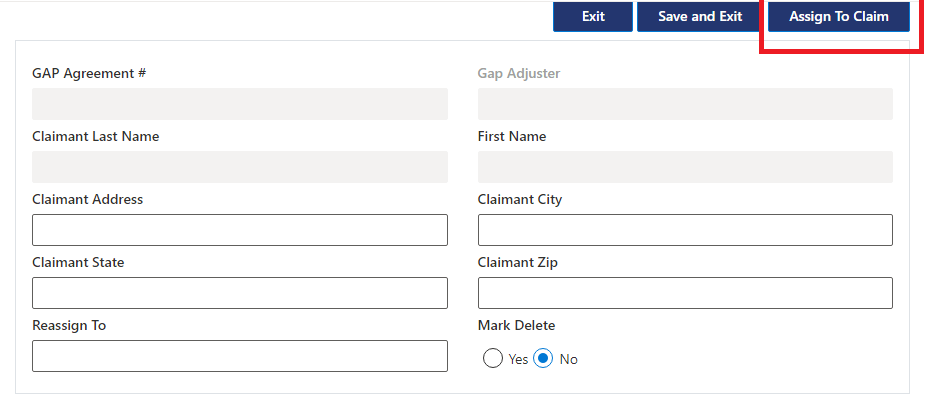 Exit Save and Exit Assign To Claim
GAP Agreement # Gap Adjuster
Claimant Last Name First Name
Claimant Address Claimant City
Claimant State Claimant Zip
Reassign To Mark Delete
Yes No